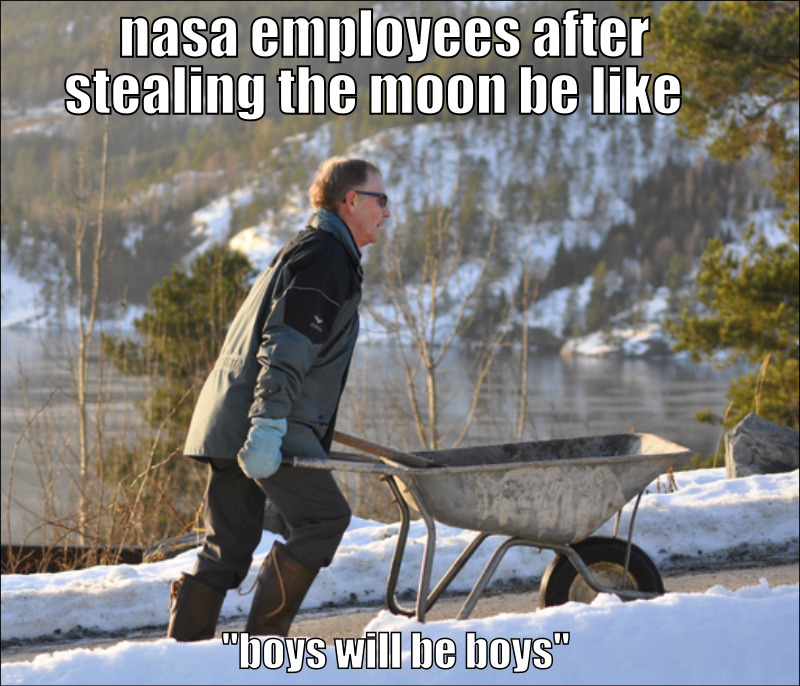 nasa employees after
stealing the moon be like
"boys will be boys"